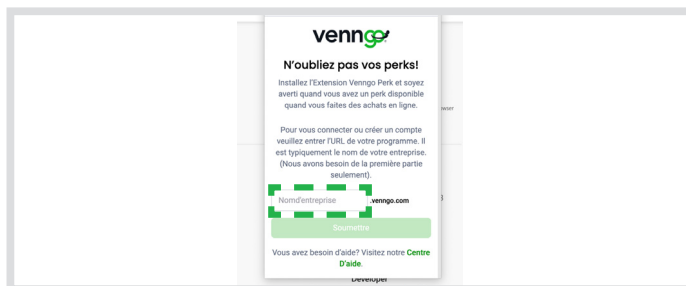 venngo
N'oubliez pas vos perks!
Installez l'Extension Venngo Perk et soyez
averti quand vous avez un perk disponible
quand vous faites des achats en ligne.
Pour vous connecter ou créer un compte
veuillez entrer l'URL de votre programme. Il
est typiquement le nom de votre entreprise.
(Nous avons besoin de la première partie
seulement).
Nomd'entreprise .venngo.com
Soumettre
Vous avez besoin d'aide? Visitez notre Centre
D'aide.
Developer